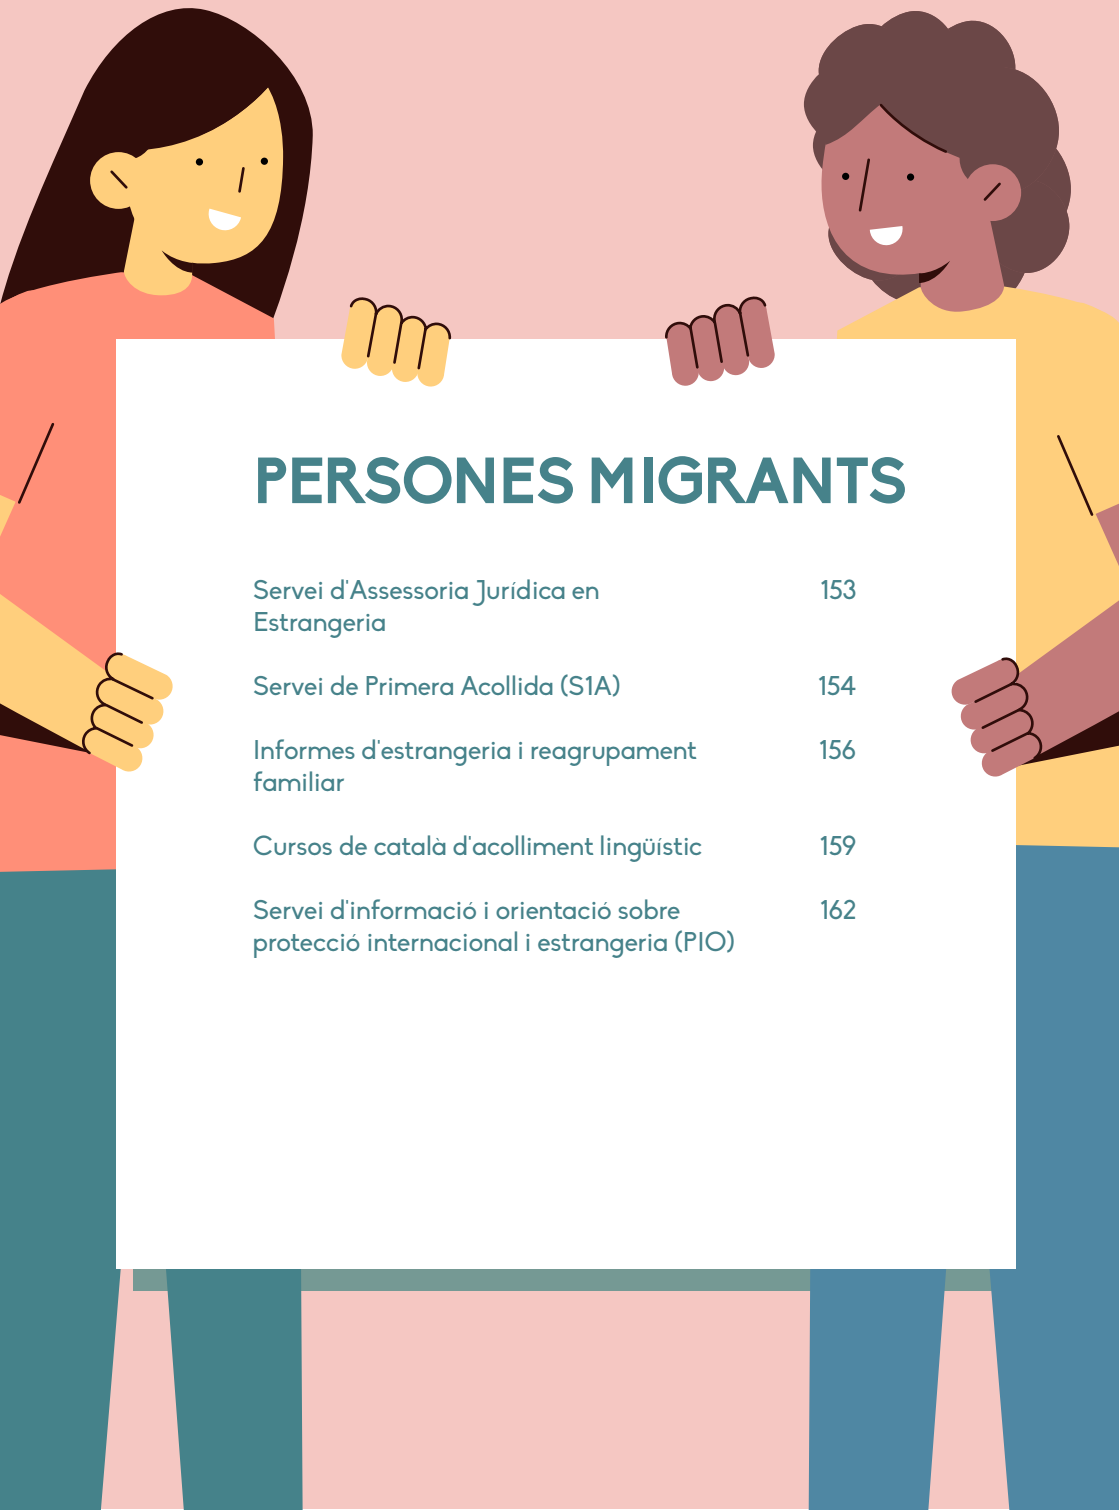 PERSONES MIGRANTS
Servei d'Assessoria Jurídica en 153
Estrangeria
Servei de Primera Acollida (S1A) 154
Informes d'estrangeria i reagrupament 156
familiar
Cursos de català d'acolliment lingüístic 159
Servei d'informació i orientació sobre 162
protecció internacional i estrangeria (PIO)